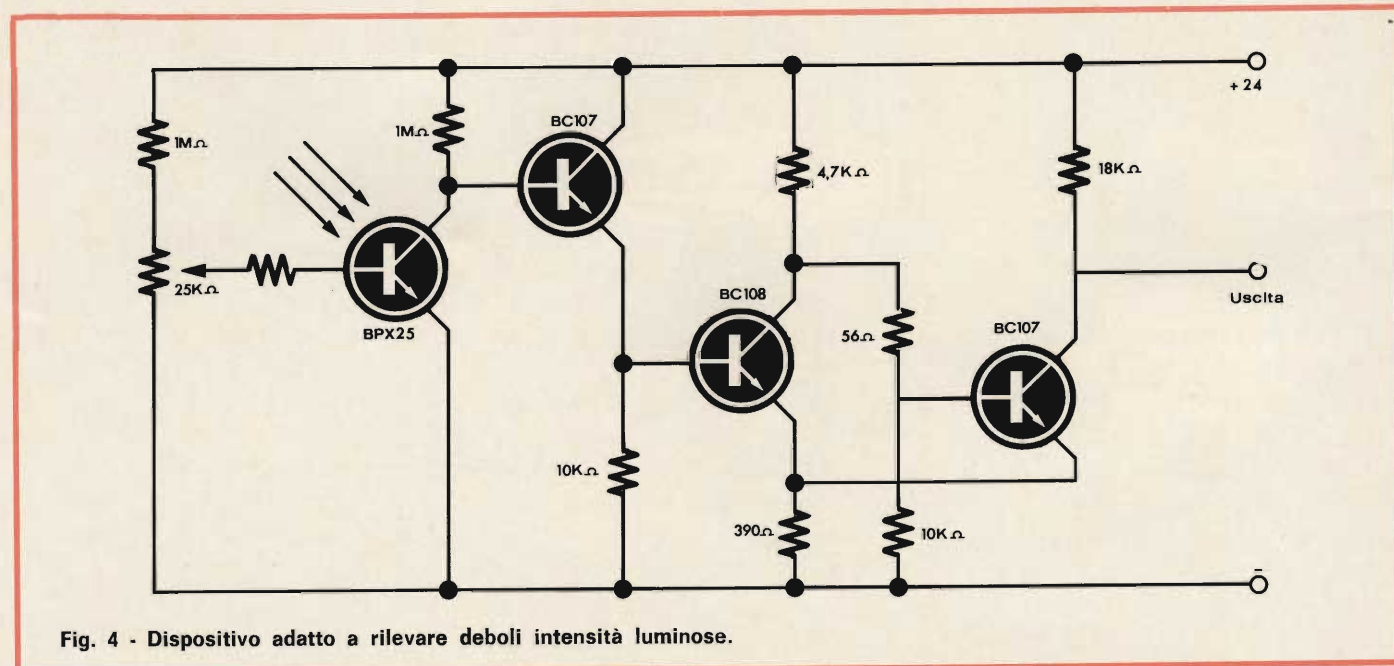 + 24
1MΩ
1MΩ
BC107
4,7KΩ
18KΩ
25KΩ
BPX25
BC108
Uscita
56Ω
BC107
10KΩ
390Ω
10KΩ
-
Fig. 4 - Dispositivo adatto a rilevare deboli intensità luminose.